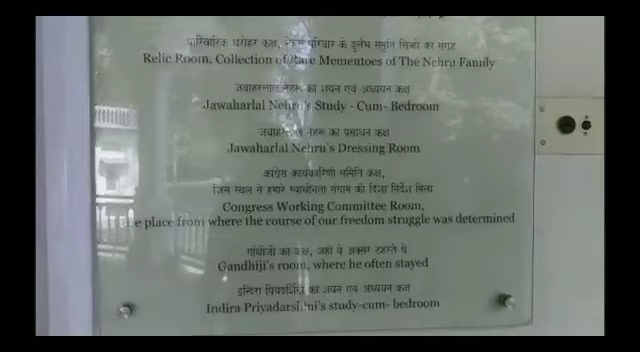 पारिवारिक धरोहर कक्ष, नेहरू परिवार के दुर्लभ स्मृति चिन्हों का संग्रह
Relic Room, Collection of Rare Mementoes of The Nehru Family
जवाहरलाल नेहरू का शयन एवं अध्ययन कक्ष
Jawaharlal Nehru's Study - Cum- Bedroom
जवाहरलाल नेहरू का प्रसाधन कक्ष
Jawaharlal Nehru's Dressing Room
कांग्रेस कार्यकारिणी समिति कक्ष,
जिस स्थल से हमारे स्वाधीनता संग्राम को दिशा निर्देश मिला
Congress Working Committee Room,
place from where the course of our freedom struggle was determined
गांधीजी का कक्ष, जहाँ वे अक्सर ठहरते थे
Gandhiji's room, where he often stayed
इन्दिरा प्रियदर्शिनी का शयन एवं अध्ययन कक्ष
Indira Priyadarshini's study-cum- bedroom